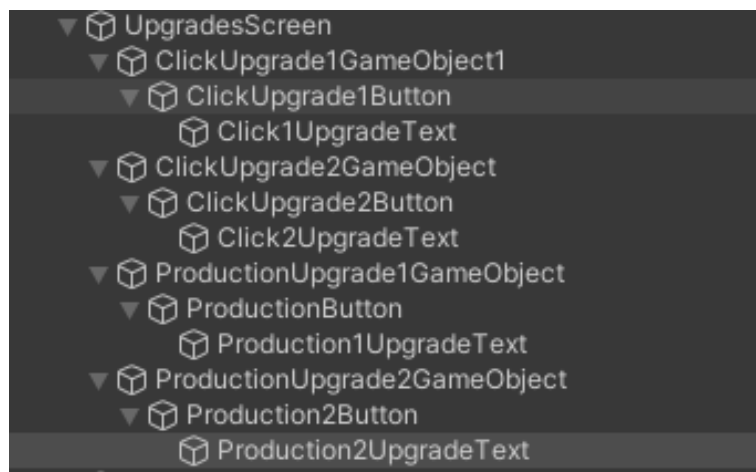 UpgradesScreen
ClickUpgrade1GameObject1
ClickUpgrade1Button
Click1UpgradeText
ClickUpgrade2GameObject
ClickUpgrade2Button
Click2UpgradeText
ProductionUpgrade1GameObject
ProductionButton
Production1UpgradeText
ProductionUpgrade2GameObject
Production2Button
Production2UpgradeText